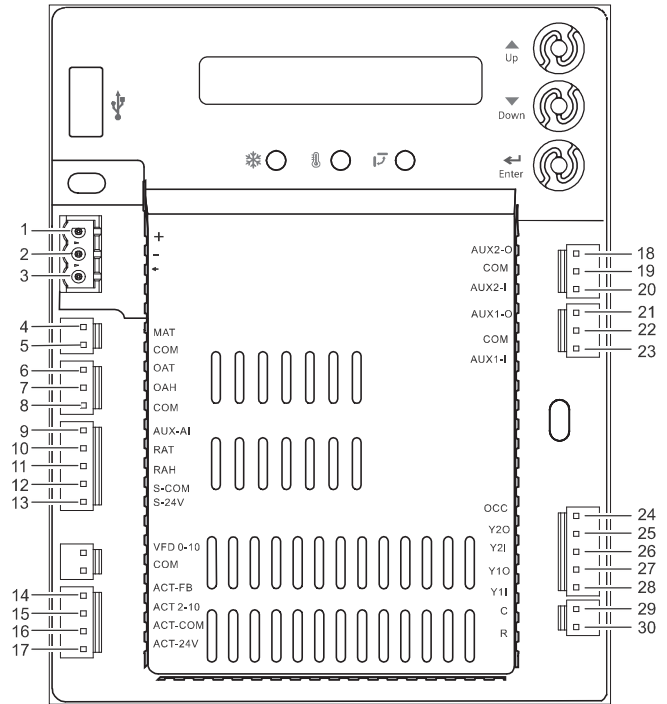 Up
Down
Enter
1
2
3
4
5
6
7
8
9
10
11
12
13
14
15
16
17
+
-
MAT
COM
OAT
OAH
COM
AUX-AI
RAT
RAH
S-COM
S-24V
VFD 0-10
COM
ACT-FB
ACT 2-10
ACT-COM
ACT-24V
AUX2-O
COM
AUX2-I
AUX1-O
COM
AUX1-I
OCC
Y2O
Y2I
Y1O
Y1I
C
R
18
19
20
21
22
23
24
25
26
27
28
29
30